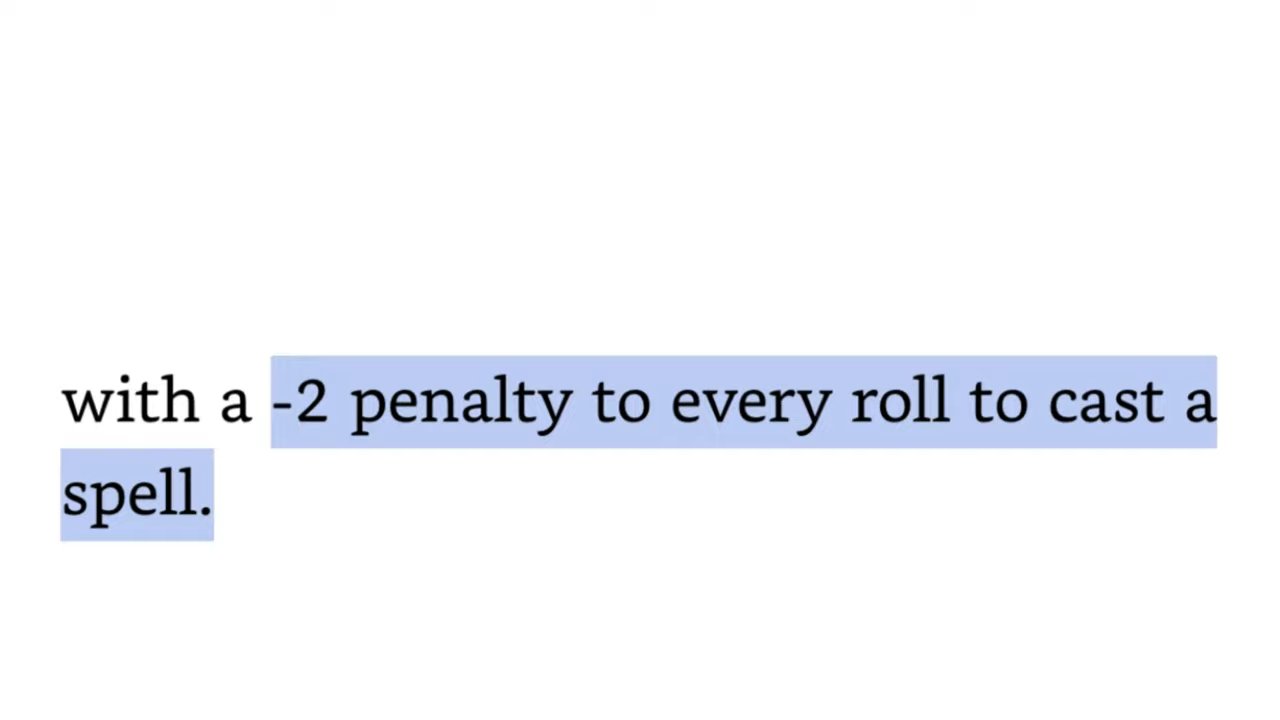 with a -2 penalty to every roll to cast a
spell.